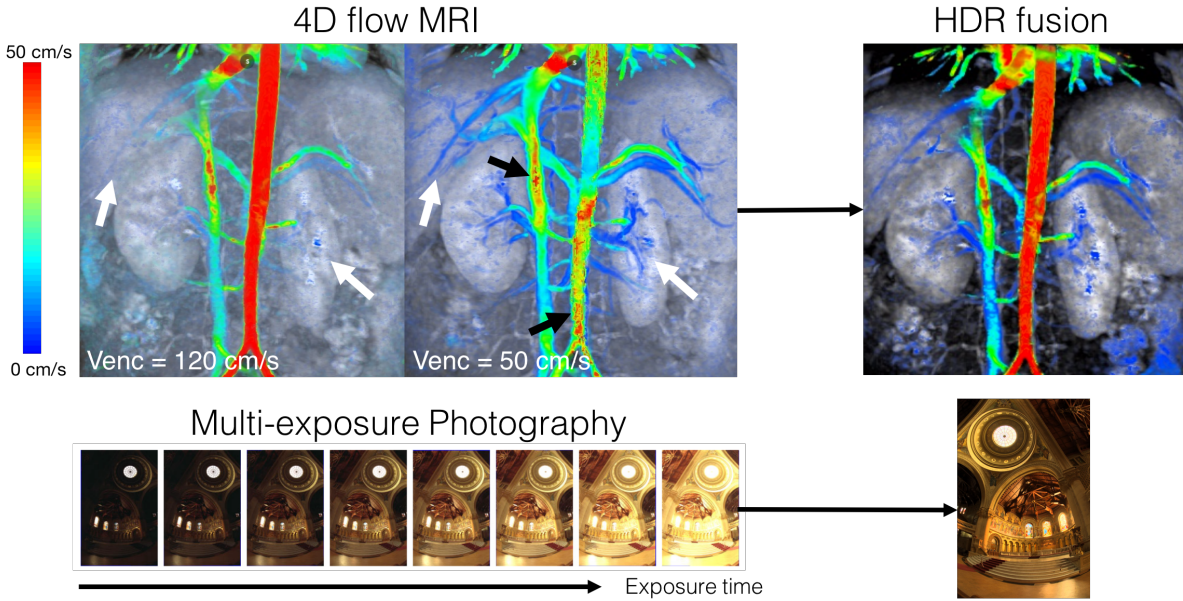 4D flow MRI
HDR fusion
50 cm/s
s
0 cm/s
Venc = 120 cm/s
s
Venc = 50 cm/s
Multi-exposure Photography
Exposure time